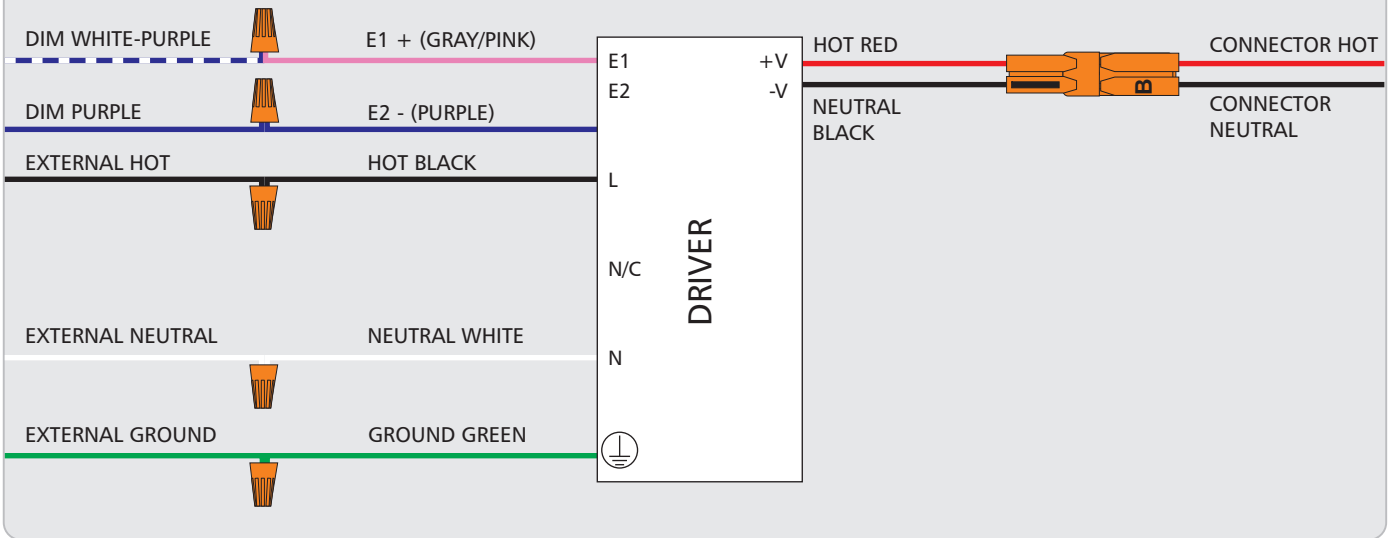 DIM WHITE-PURPLE
E1 + (GRAY/PINK)
DIM PURPLE
E2 - (PURPLE)
EXTERNAL HOT
HOT BLACK
EXTERNAL NEUTRAL
NEUTRAL WHITE
EXTERNAL GROUND
GROUND GREEN
E1
+V
E2
-V
L
N/C
N
DRIVER
HOT RED
NEUTRAL
BLACK
B
CONNECTOR HOT
CONNECTOR
NEUTRAL